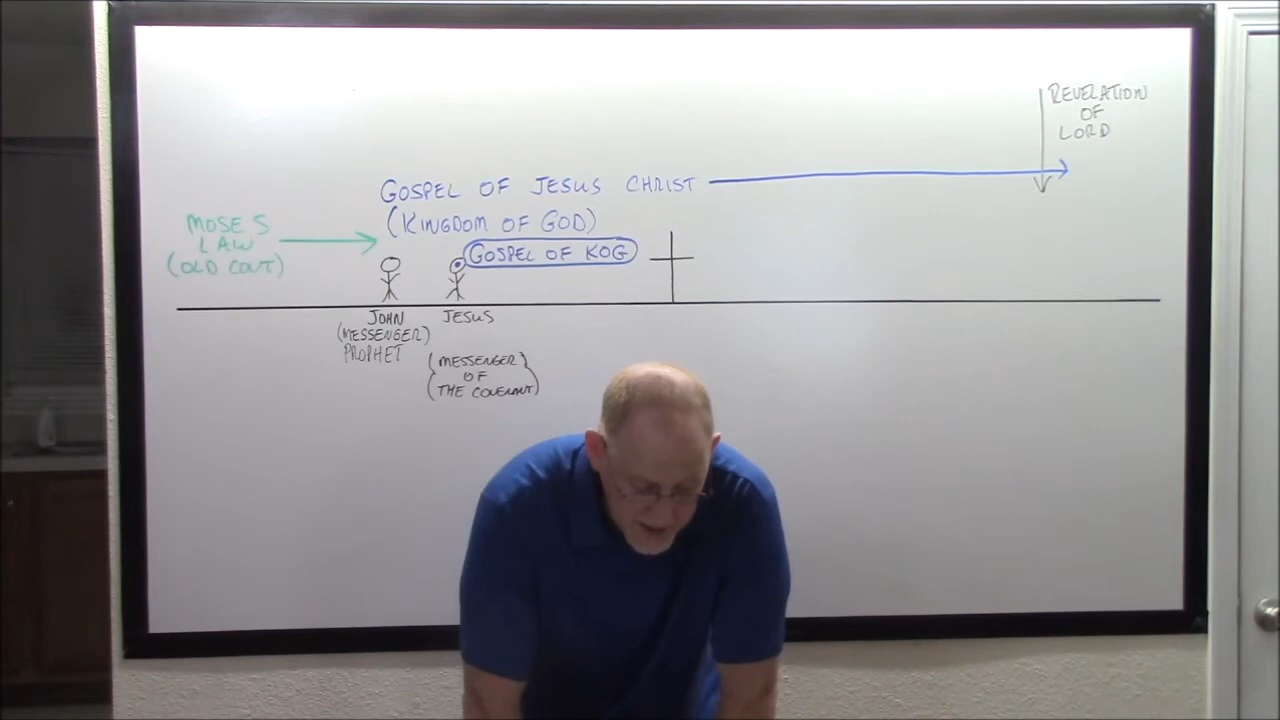 REVELATION
OF
LORD
GOSPEL OF JESUS CHRIST
(KINGDOM OF GOD)
GOSPEL OF KOG
MOSES
LAW
(OLD COVT)
JOHN
(MESSENGER)
PROPHET
JESUS
(MESSENGER)
OF
(THE COVENANT)